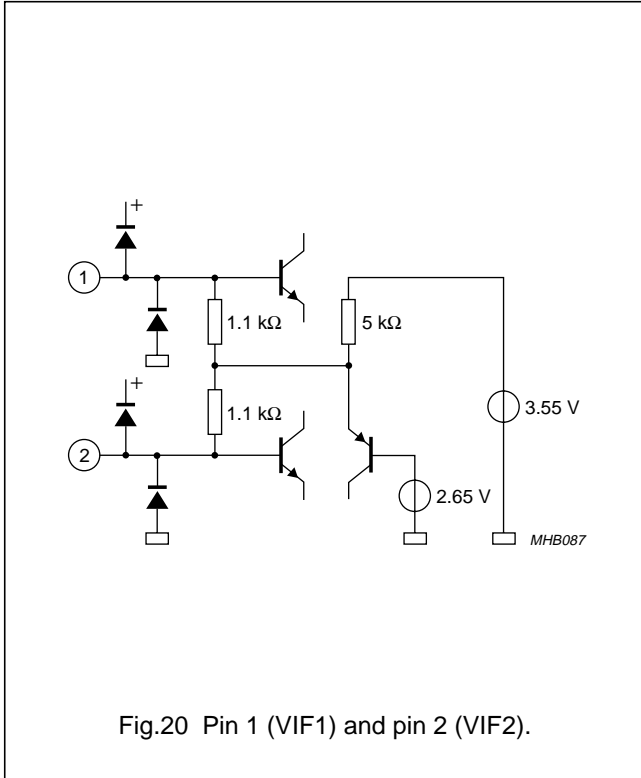 +
1
1.1 kΩ
5 kΩ
+
3.55 V
1.1 kΩ
2
2.65 V
MHB087
Fig.20 Pin 1 (VIF1) and pin 2 (VIF2).